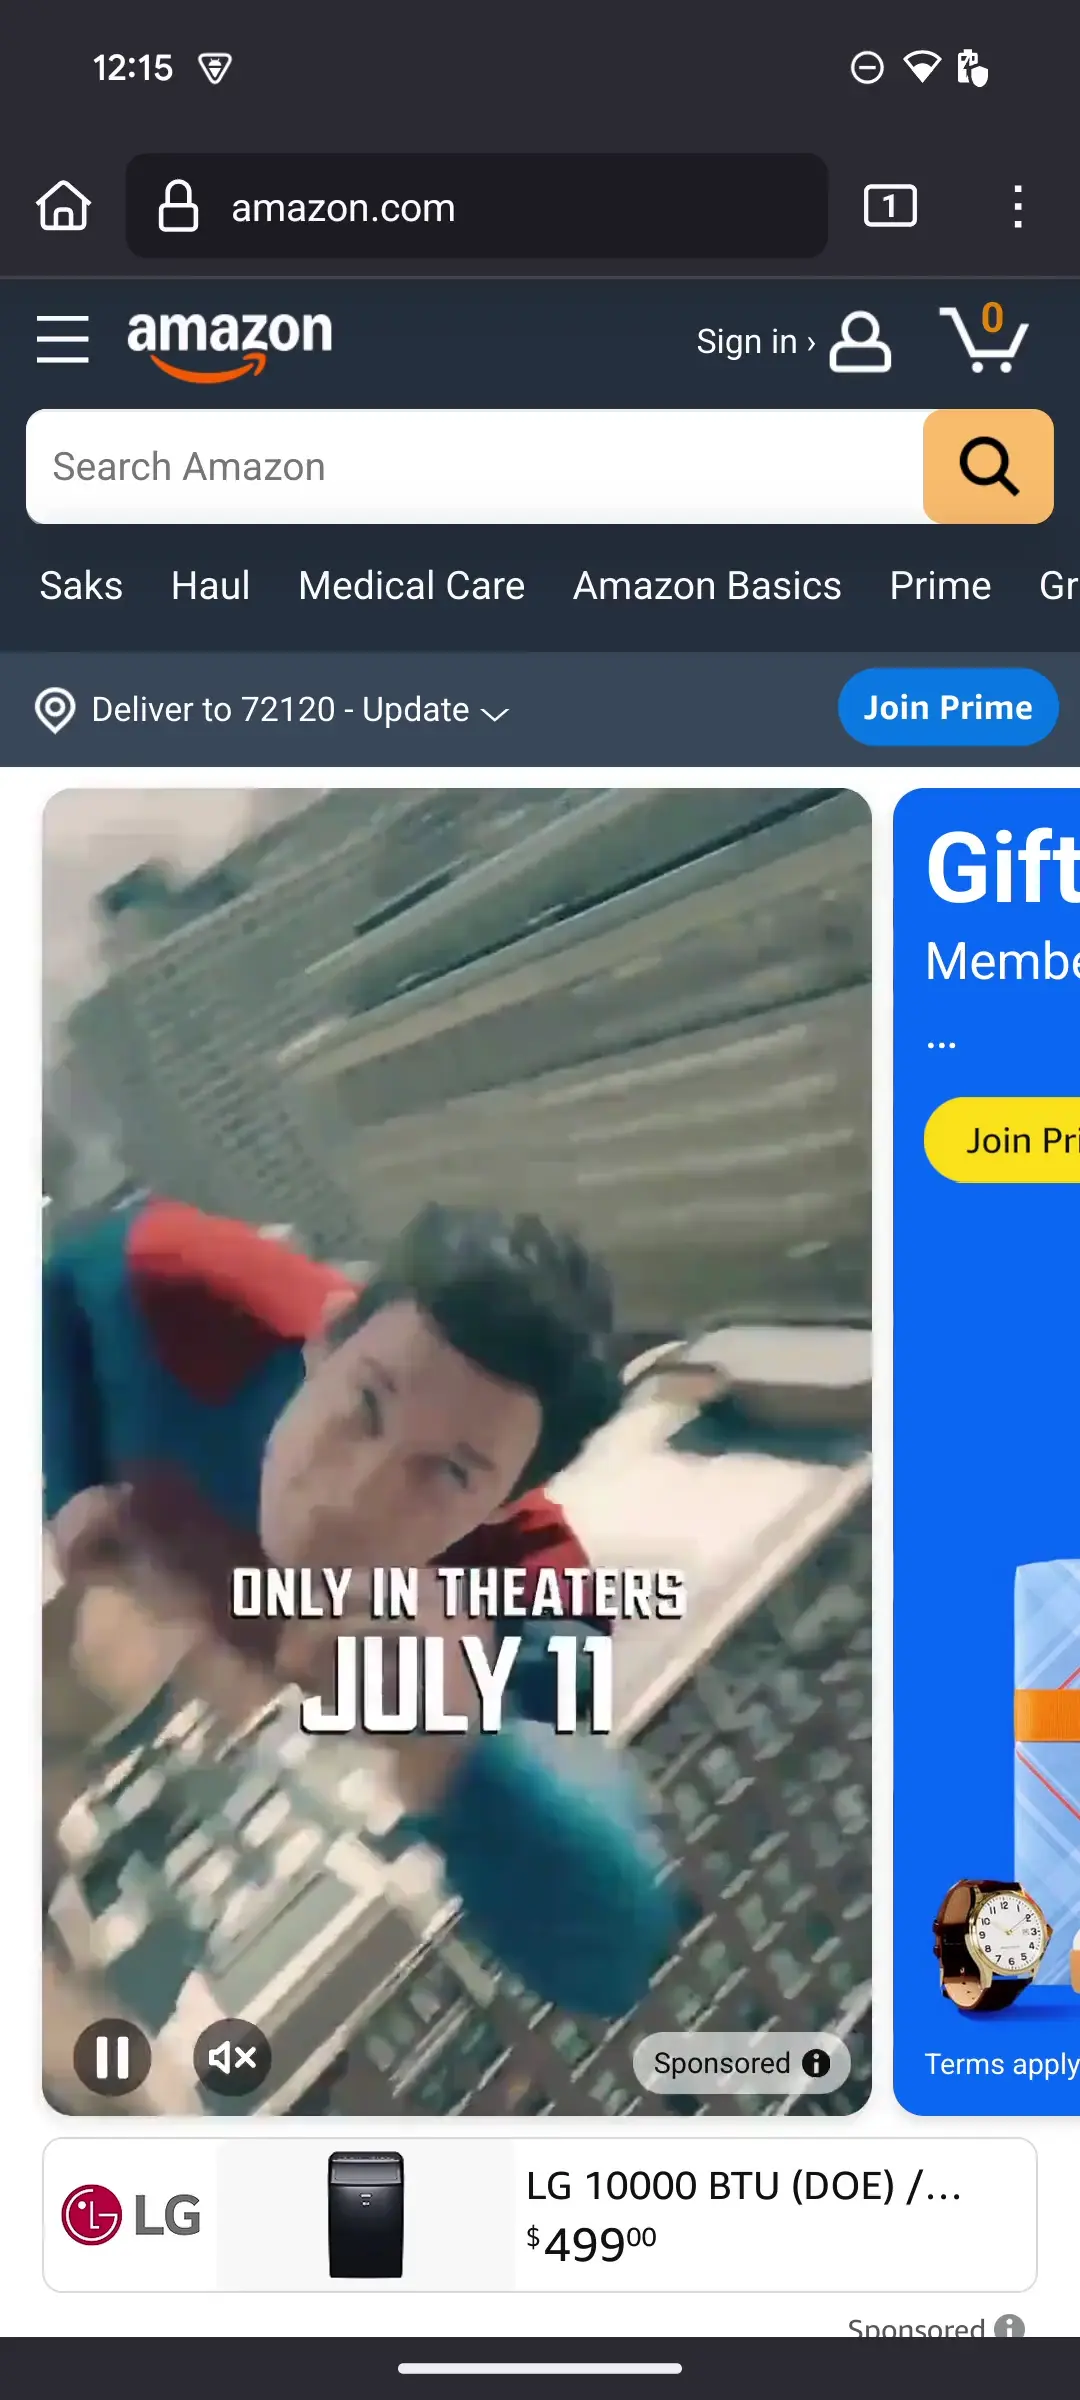 12:15
amazon.com
1
amazon
Sign in ›
0
Search Amazon
Saks Haul Medical Care Amazon Basics Prime Gr
Deliver to 72120 - Update
Join Prime
ONLY IN THEATERS
JULY 11
Sponsored
Gift
Membe
...
Join Pri
Terms apply
LG
LG 10000 BTU (DOE) /...
$49900
Sponsored